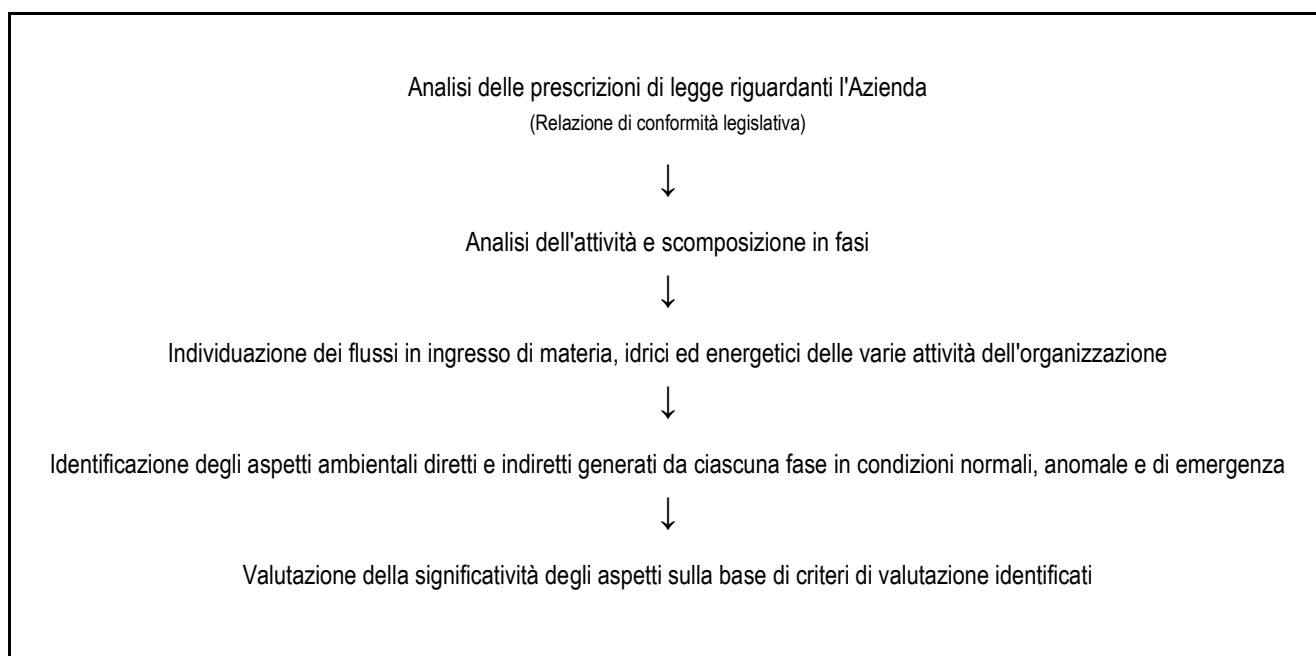 Analisi delle prescrizioni di legge riguardanti l'Azienda
(Relazione di conformità legislativa)
↓
Analisi dell'attività e scomposizione in fasi
↓
Individuazione dei flussi in ingresso di materia, idrici ed energetici delle varie attività dell'organizzazione
↓
Identificazione degli aspetti ambientali diretti e indiretti generati da ciascuna fase in condizioni normali, anomale e di emergenza
↓
Valutazione della significatività degli aspetti sulla base di criteri di valutazione identificati